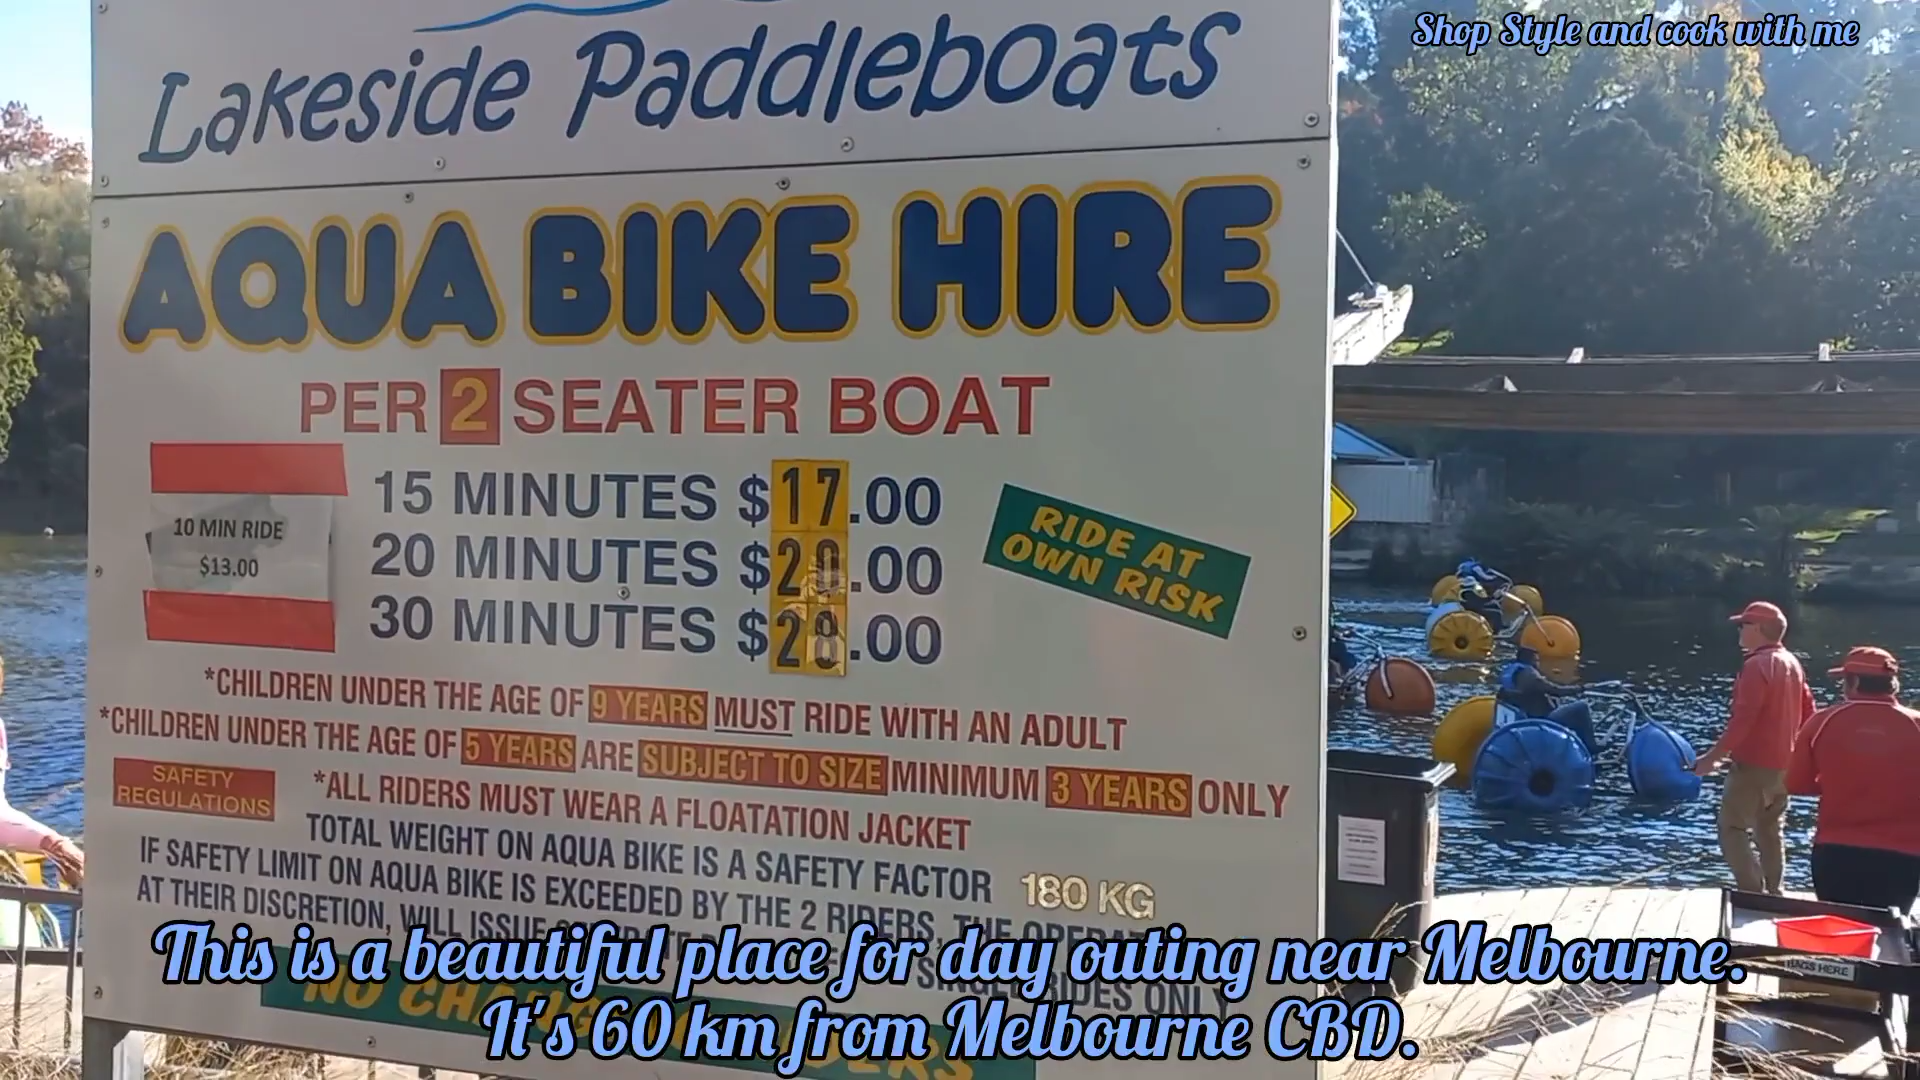 Shop Style and cook with me
Lakeside Paddleboats
AQUA BIKE HIRE
PER 2 SEATER BOAT
10 MIN RIDE
$13.00
15 MINUTES $17.00
20 MINUTES $20.00
30 MINUTES $28.00
RIDE AT
OWN RISK
*CHILDREN UNDER THE AGE OF 9 YEARS MUST RIDE WITH AN ADULT
*CHILDREN UNDER THE AGE OF 5 YEARS ARE SUBJECT TO SIZE MINIMUM 3 YEARS ONLY
SAFETY
REGULATIONS
*ALL RIDERS MUST WEAR A FLOATATION JACKET
TOTAL WEIGHT ON AQUA BIKE IS A SAFETY FACTOR 180 KG
IF SAFETY LIMIT ON AQUA BIKE IS EXCEEDED BY THE 2 RIDERS, THE
AT THEIR DISCRETION, WILL ISSUE SINGLE RIDES ONLY
NO
BAGS HERE
This is a beautiful place for day outing near Melbourne.
It's 60 km from Melbourne CBD.